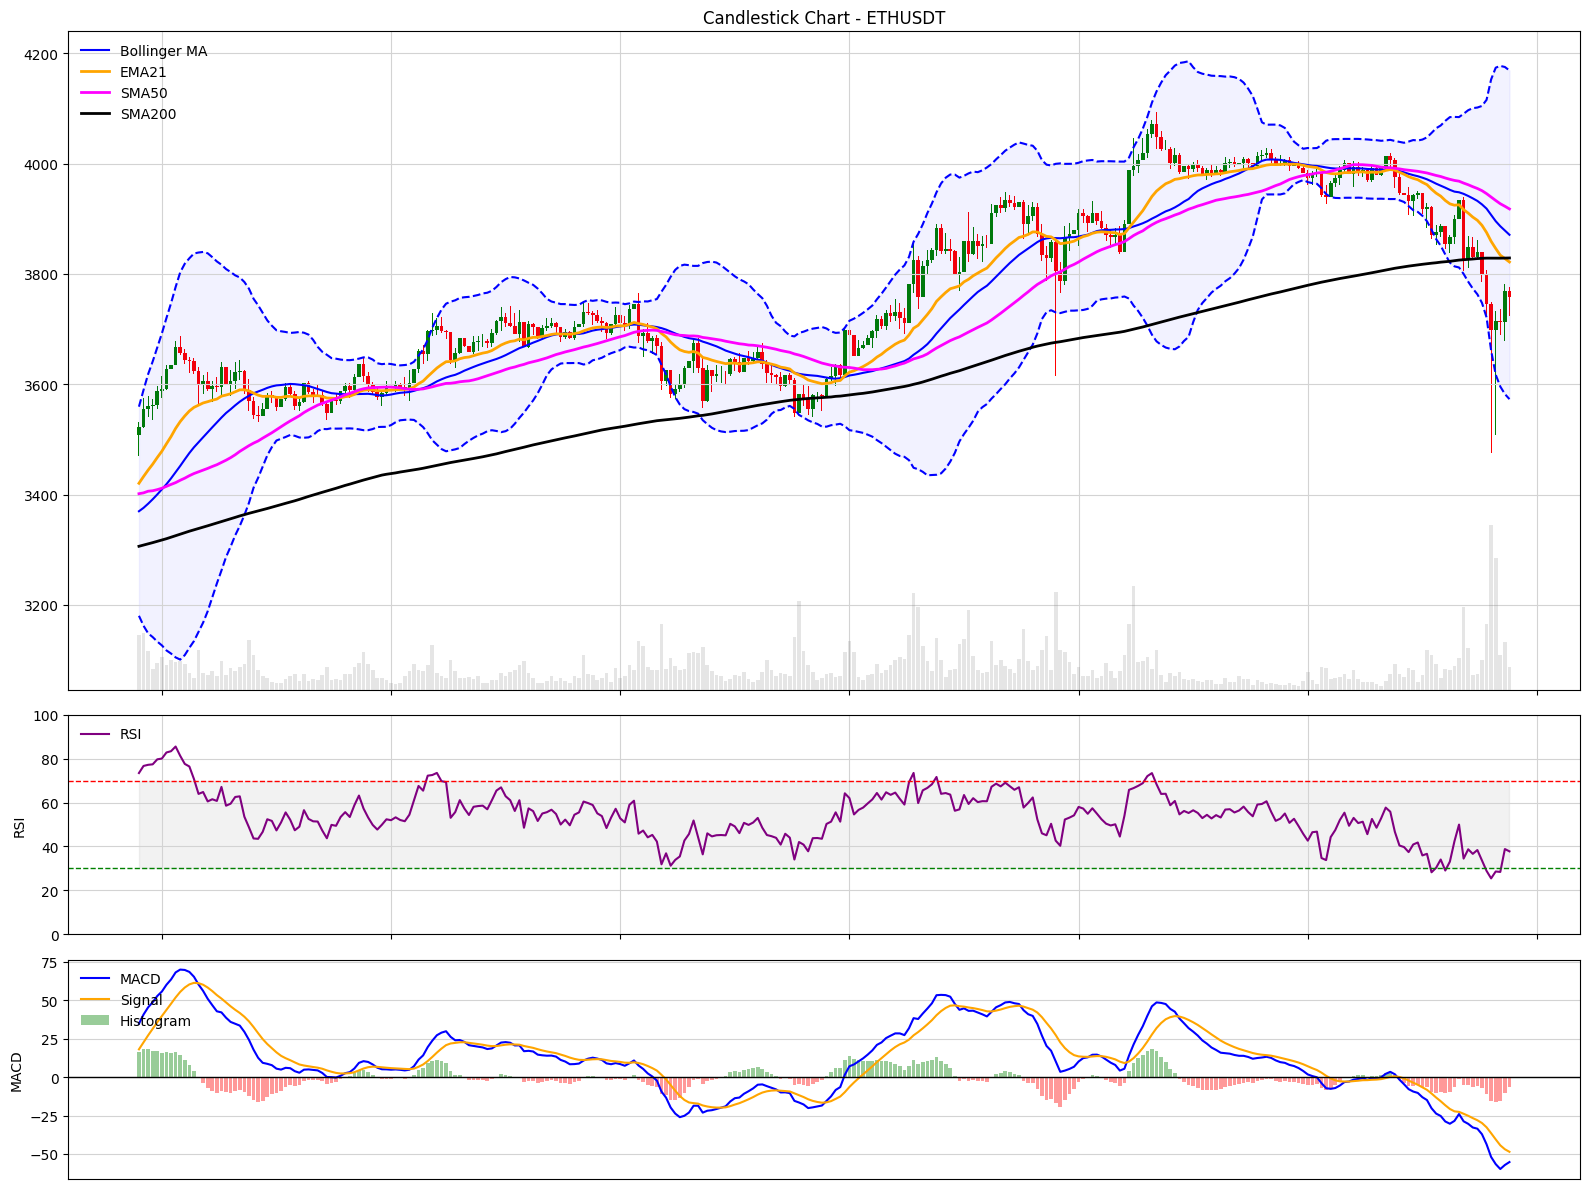 Candlestick Chart - ETHUSDT
Bollinger MA
EMA21
SMA50
SMA200
4200
4000
3800
3600
3400
3200
RSI
100
80
60
40
20
0
RSI
MACD
Signal
Histogram
75
50
25
0
−25
−50
MACD